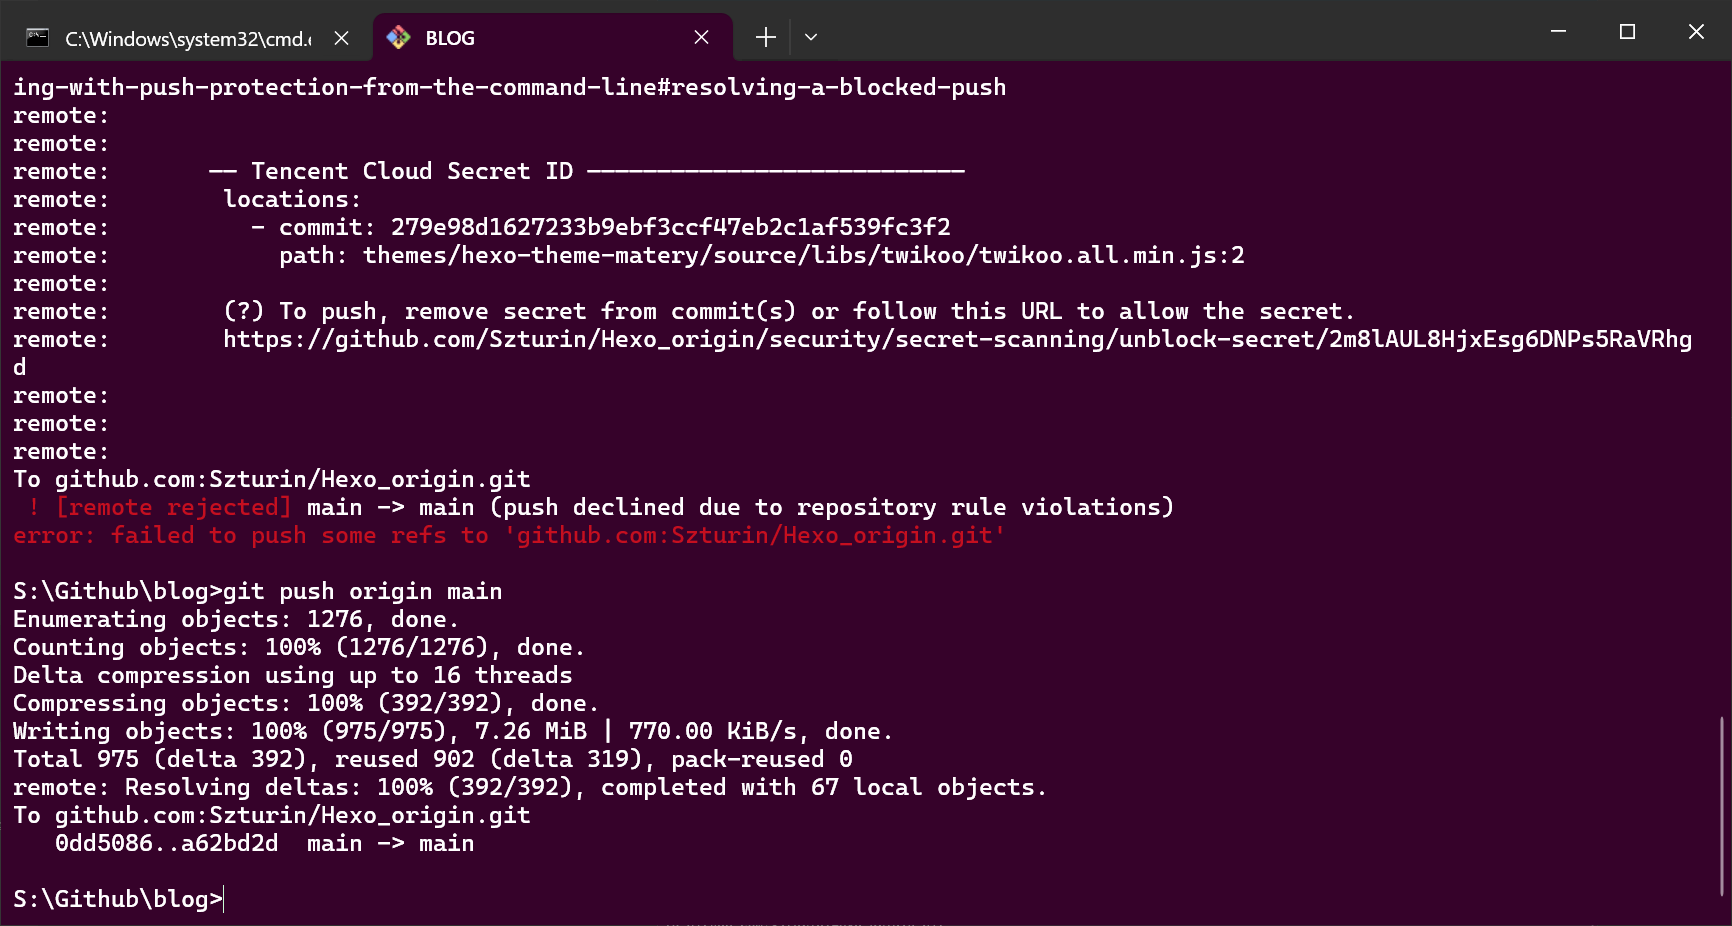 C:\Windows\system32\cmd.e
BLOG
ing-with-push-protection-from-the-command-line#resolving-a-blocked-push
remote:
remote:
remote:       —— Tencent Cloud Secret ID ———————————————————————————
remote:        locations:
remote:          - commit: 279e98d1627233b9ebf3ccf47eb2c1af539fc3f2
remote:            path: themes/hexo-theme-matery/source/libs/twikoo/twikoo.all.min.js:2
remote:
remote:        (?) To push, remove secret from commit(s) or follow this URL to allow the secret.
remote:        https://github.com/Szturin/Hexo_origin/security/secret-scanning/unblock-secret/2m8lAUL8HjxEsg6DNPs5RaVRhg
d
remote:
remote:
remote:
To github.com:Szturin/Hexo_origin.git
 ! [remote rejected] main -> main (push declined due to repository rule violations)
error: failed to push some refs to 'github.com:Szturin/Hexo_origin.git'
S:\Github\blog>git push origin main
Enumerating objects: 1276, done.
Counting objects: 100% (1276/1276), done.
Delta compression using up to 16 threads
Compressing objects: 100% (392/392), done.
Writing objects: 100% (975/975), 7.26 MiB | 770.00 KiB/s, done.
Total 975 (delta 392), reused 902 (delta 319), pack-reused 0
remote: Resolving deltas: 100% (392/392), completed with 67 local objects.
To github.com:Szturin/Hexo_origin.git
   0dd5086..a62bd2d  main -> main
S:\Github\blog>